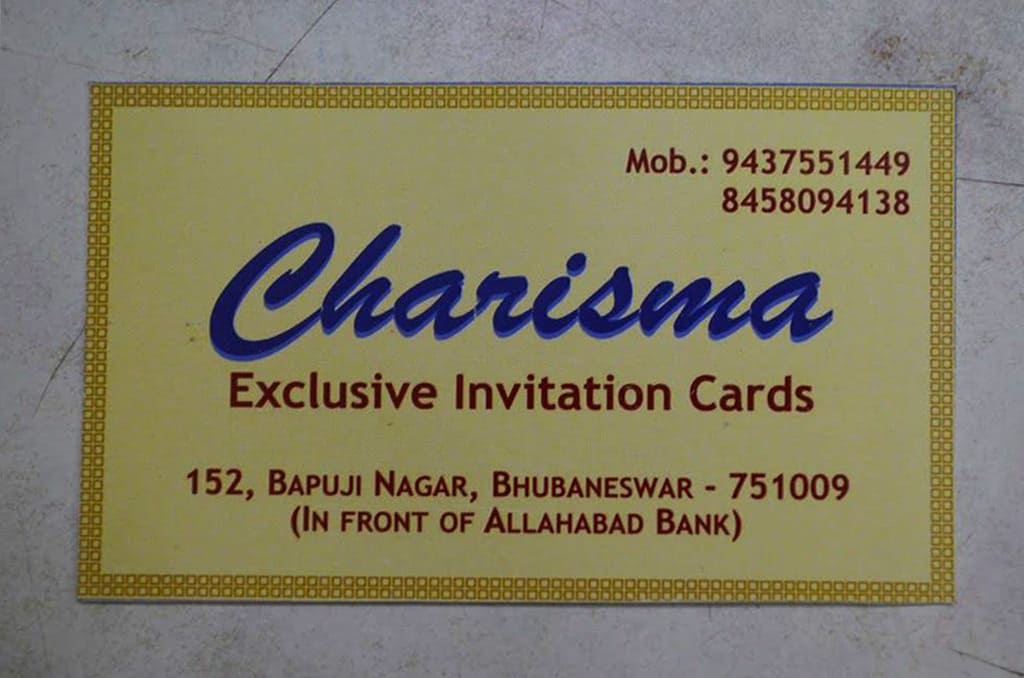 Mob.: 9437551449
8458094138
Charisma
Exclusive Invitation Cards
152, BAPUJI NAGAR, BHUBANESWAR - 751009
(IN FRONT OF ALLAHABAD BANK)